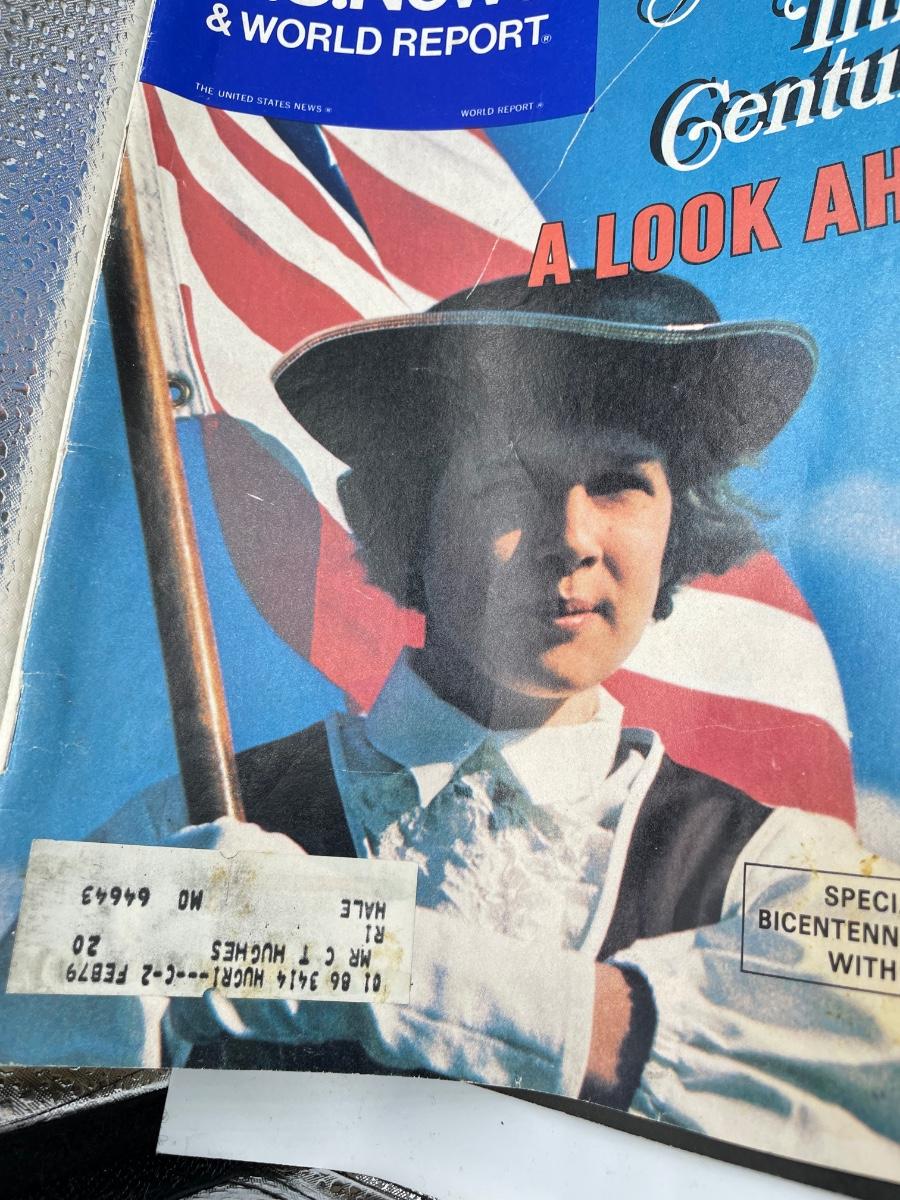 & WORLD REPORT®
THE UNITED STATES NEWS ®
WORLD REPORT ®
A LOOK AH
01 86 3414 HUGR1---C-2 FEB79
MR C T HUGHES 20
R1
HALE MO 64643
SPECI
BICENTENN
WITH